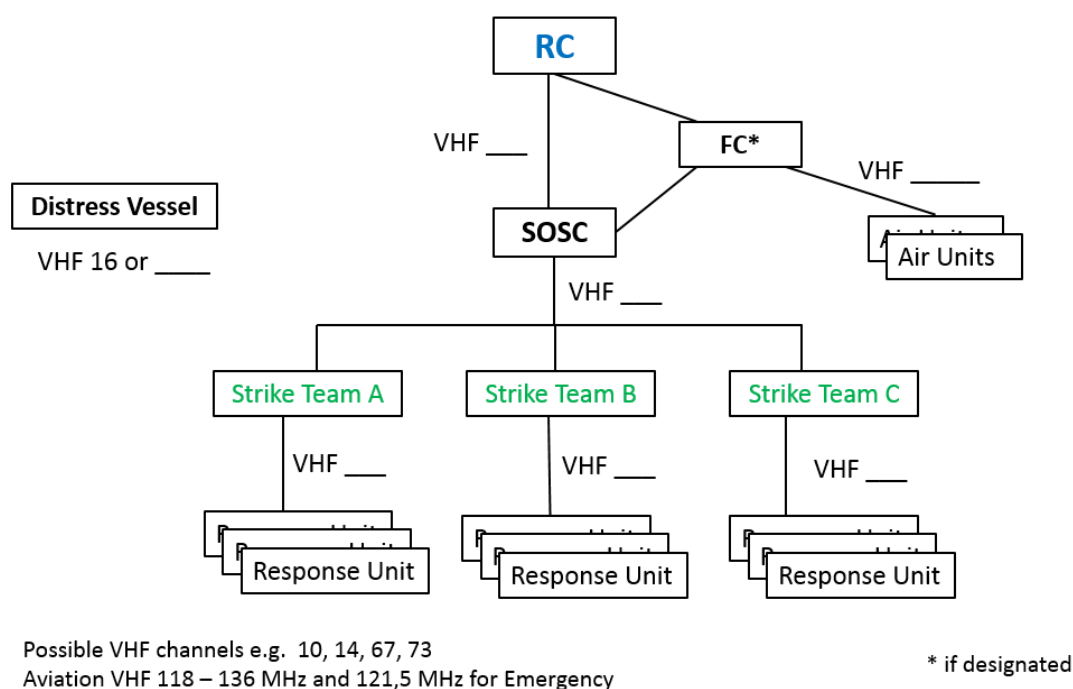 RC
VHF ___
FC*
VHF _____
Distress Vessel
SOSC
VHF 16 or ____
Air Units
VHF ___
Strike Team A
Strike Team B
Strike Team C
VHF ___
VHF ___
VHF ___
Response Unit
Response Unit
Response Unit
Possible VHF channels e.g. 10, 14, 67, 73
Aviation VHF 118 – 136 MHz and 121,5 MHz for Emergency
* if designated